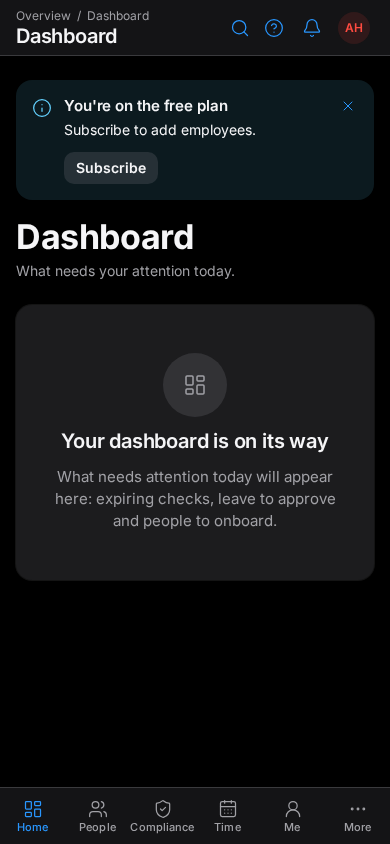 Overview / Dashboard
Dashboard
AH
You're on the free plan
Subscribe to add employees.
Subscribe
Dashboard
What needs your attention today.
Your dashboard is on its way
What needs attention today will appear
here: expiring checks, leave to approve
and people to onboard.
Home People Compliance Time Me More